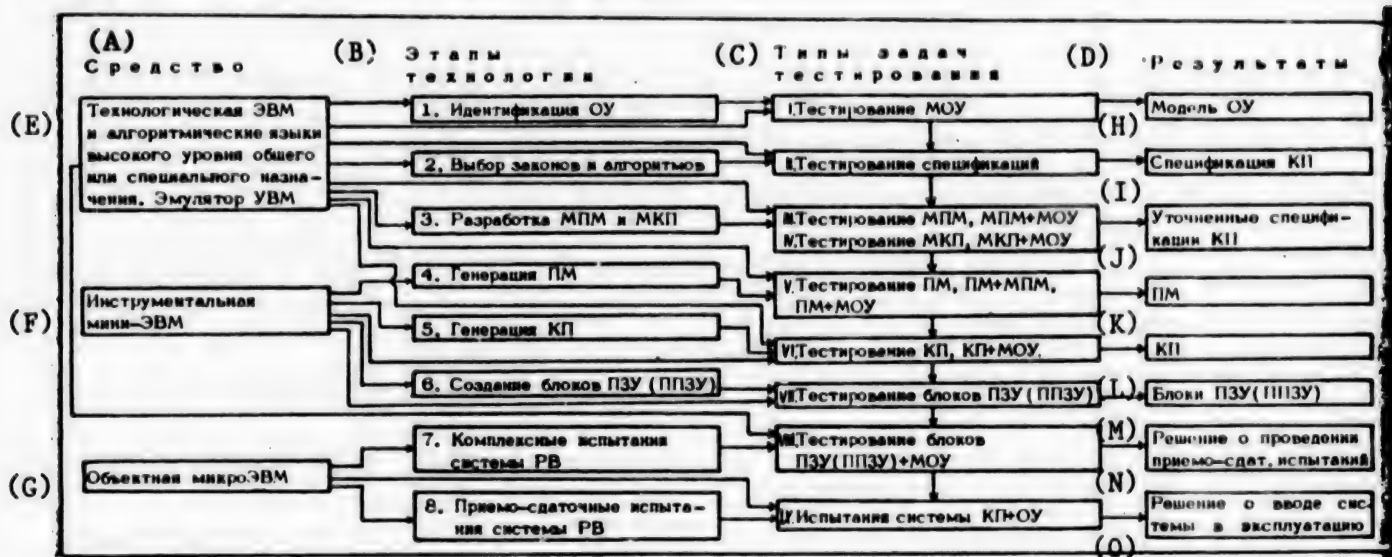 (A)
Средство
(B) Этапы
технологии
(C) Типы задач
тестирования
(D) Результаты
(E)
Технологическая ЭВМ
и алгоритмические языки
высокого уровня общего
или специального назна-
чения. Эмулятор УВМ
1. Идентификация ОУ
I.Тестирование МОУ
(H)
Модель ОУ
2. Выбор законов и алгоритмов
II.Тестирование спецификаций
Спецификация КП
(I)
3. Разработка МПМ и МКП
III.Тестирование МПМ, МПМ+МОУ
IV.Тестирование МКП, МКП+МОУ
Уточненные специфи-
кации КП
(J)
(F)
Инструментальная
мини-ЭВМ
4. Генерация ПМ
V.Тестирование ПМ, ПМ+МПМ,
ПМ+МОУ
ПМ
(K)
5. Генерация КП
VI.Тестирование КП, КП+МОУ.
КП
6. Создание блоков ПЗУ (ППЗУ)
VII.Тестирование блоков ПЗУ (ППЗУ)
(L)
Блоки ПЗУ(ППЗУ)
(G)
Объектная микроЭВМ
7. Комплексные испытания
системы РВ
VIII.Тестирование блоков
ПЗУ(ППЗУ)+МОУ
(M)
Решение о проведении
приемо-сдат. испытаний
(N)
8. Приемо-сдаточные испыта-
ния системы РВ
IX.Испытания системы КП+ОУ
Решение о вводе сис-
темы в эксплуатацию
(O)